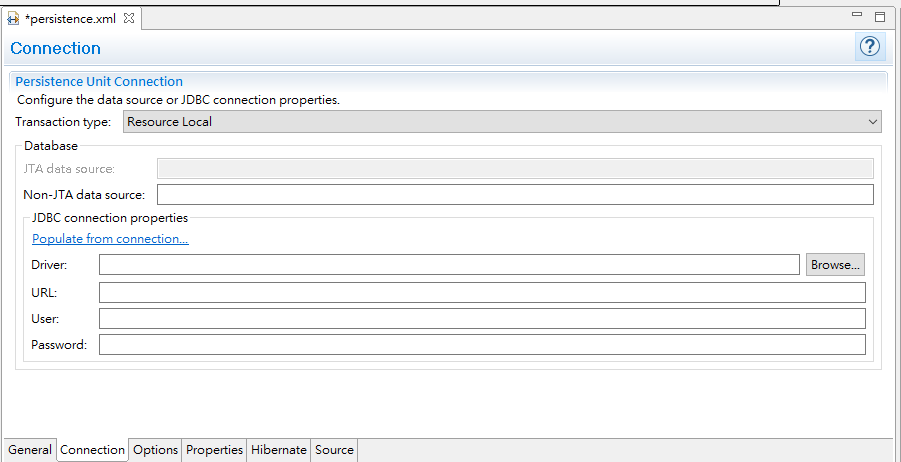 *persistence.xml
Connection
?
Persistence Unit Connection
Configure the data source or JDBC connection properties.
Transaction type: Resource Local
Database
JTA data source:
Non-JTA data source:
JDBC connection properties
Populate from connection...
Driver: Browse...
URL:
User:
Password:
General Connection Options Properties Hibernate Source